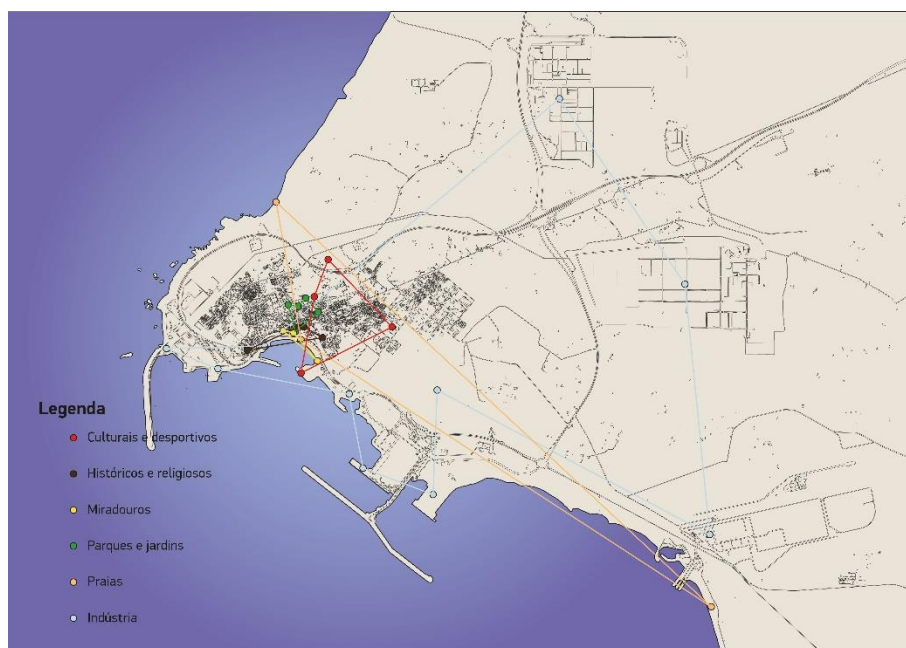 Legenda
Culturais e desportivos
Históricos e religiosos
Miradouros
Parques e jardins
Praias
Indústria